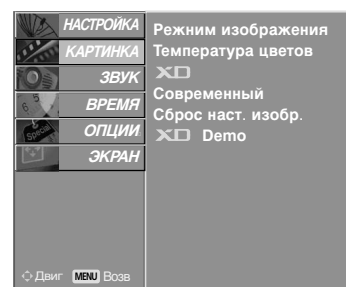 НАСТРОЙКА
КАРТИНКА
ЗВУК
ВРЕМЯ
ОПЦИИ
ЭКРАН
Режним изображения
Температура цветов
XD
Современный
Сброс наст. изобр.
XD Demo
Двиг MENU Возв